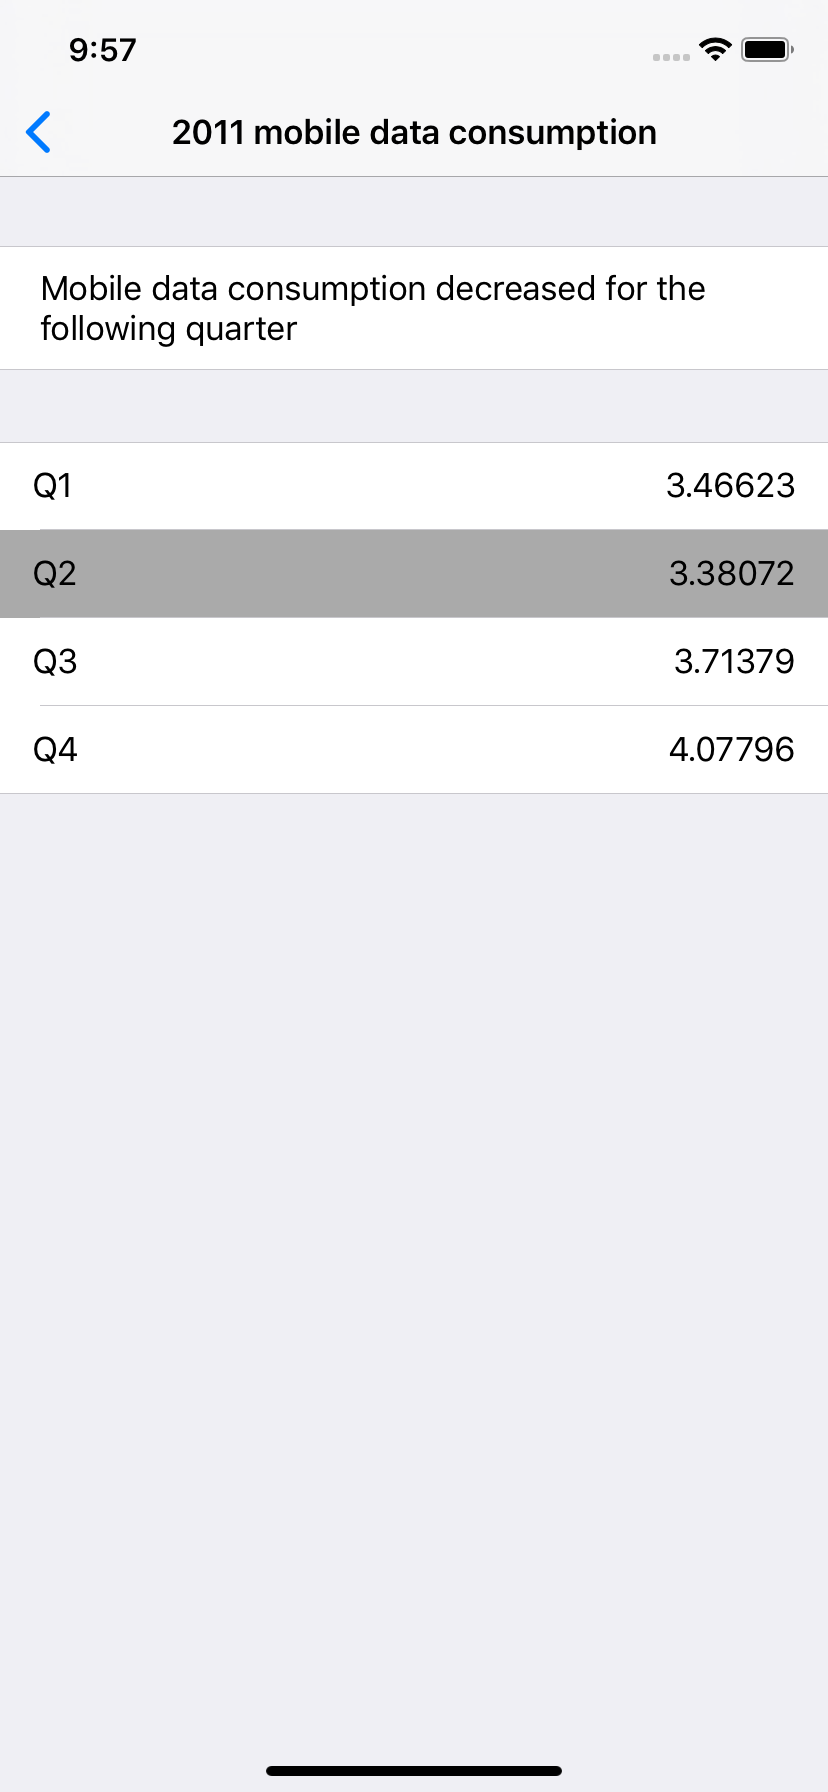 9:57
2011 mobile data consumption
Mobile data consumption decreased for the
following quarter
Q1 3.46623
Q2 3.38072
Q3 3.71379
Q4 4.07796